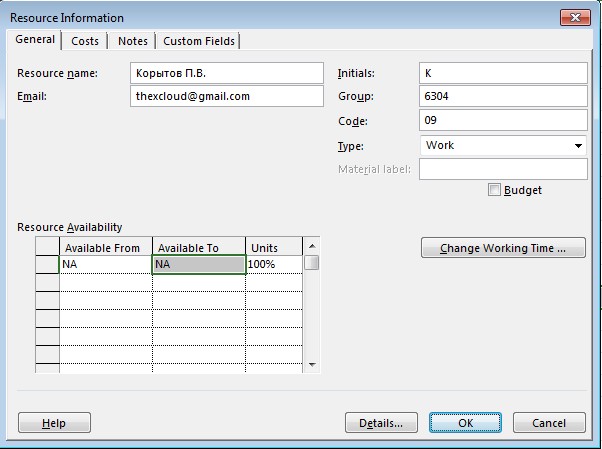 Resource Information
General Costs Notes Custom Fields
Resource name: Корытов П.В. Initials: К
Email: thexcloud@gmail.com Group: 6304
Code: 09
Type: Work
Material label:
Budget
Resource Availability
Available From Available To Units
NA NA 100%
Change Working Time ...
Help Details... OK Cancel